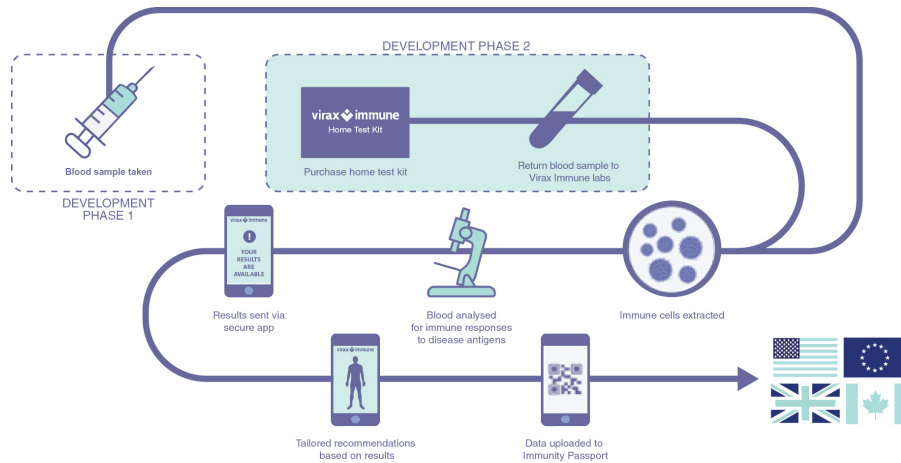 DEVELOPMENT PHASE 2
virax immune
Home Test Kit
Blood sample taken
Purchase home test kit
Return blood sample to
Virax Immune labs
DEVELOPMENT
PHASE 1
virax immune
!
YOUR
RESULTS
ARE
AVAILABLE
Results sent via
secure app
Blood analysed
for immune responses
to disease antigens
Immune cells extracted
virax immune
Tailored recommendations
based on results
Data uploaded to
Immunity Passport